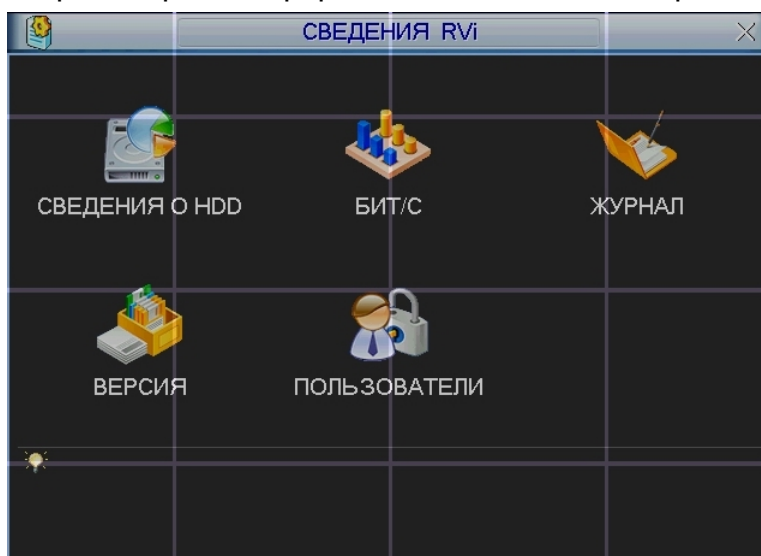 СВЕДЕНИЯ RVi
СВЕДЕНИЯ О HDD
БИТ/С
ЖУРНАЛ
ВЕРСИЯ
ПОЛЬЗОВАТЕЛИ